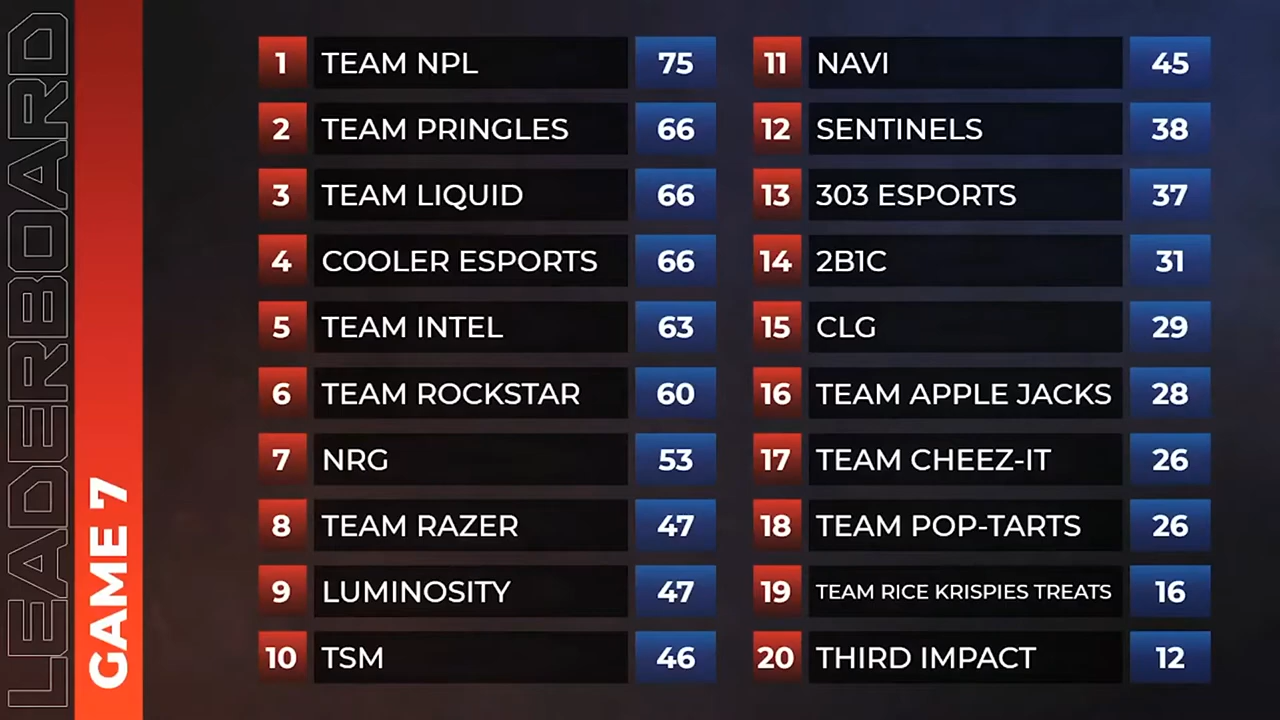 LEADERBOARD
GAME 7
1 TEAM NPL 75
2 TEAM PRINGLES 66
3 TEAM LIQUID 66
4 COOLER ESPORTS 66
5 TEAM INTEL 63
6 TEAM ROCKSTAR 60
7 NRG 53
8 TEAM RAZER 47
9 LUMINOSITY 47
10 TSM 46
11 NAVI 45
12 SENTINELS 38
13 303 ESPORTS 37
14 2B1C 31
15 CLG 29
16 TEAM APPLE JACKS 28
17 TEAM CHEEZ-IT 26
18 TEAM POP-TARTS 26
19 TEAM RICE KRISPIES TREATS 16
20 THIRD IMPACT 12